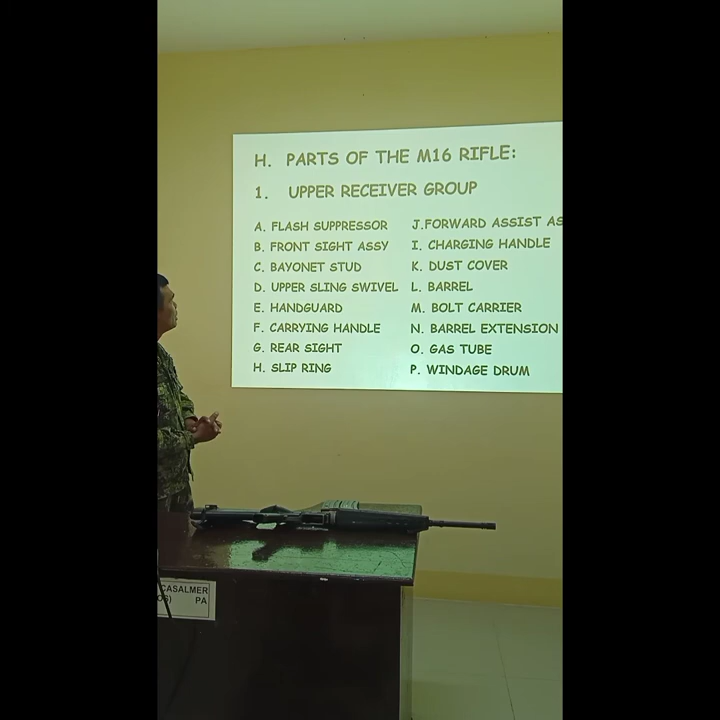 H. PARTS OF THE M16 RIFLE:
1. UPPER RECEIVER GROUP
A. FLASH SUPPRESSOR
B. FRONT SIGHT ASSY
C. BAYONET STUD
D. UPPER SLING SWIVEL
E. HANDGUARD
F. CARRYING HANDLE
G. REAR SIGHT
H. SLIP RING
J.FORWARD ASSIST AS
I. CHARGING HANDLE
K. DUST COVER
L. BARREL
M. BOLT CARRIER
N. BARREL EXTENSION
O. GAS TUBE
P. WINDAGE DRUM
CASALMER
PA